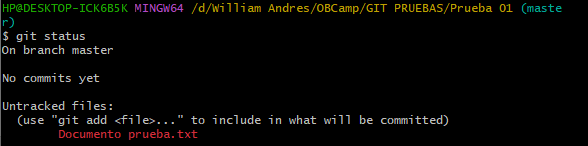 HP@DESKTOP-ICK6B5K MINGW64 /d/William Andres/OBCamp/GIT PRUEBAS/Prueba 01 (maste
r)
$ git status
On branch master
No commits yet
Untracked files:
  (use "git add <file>..." to include in what will be committed)
        Documento prueba.txt